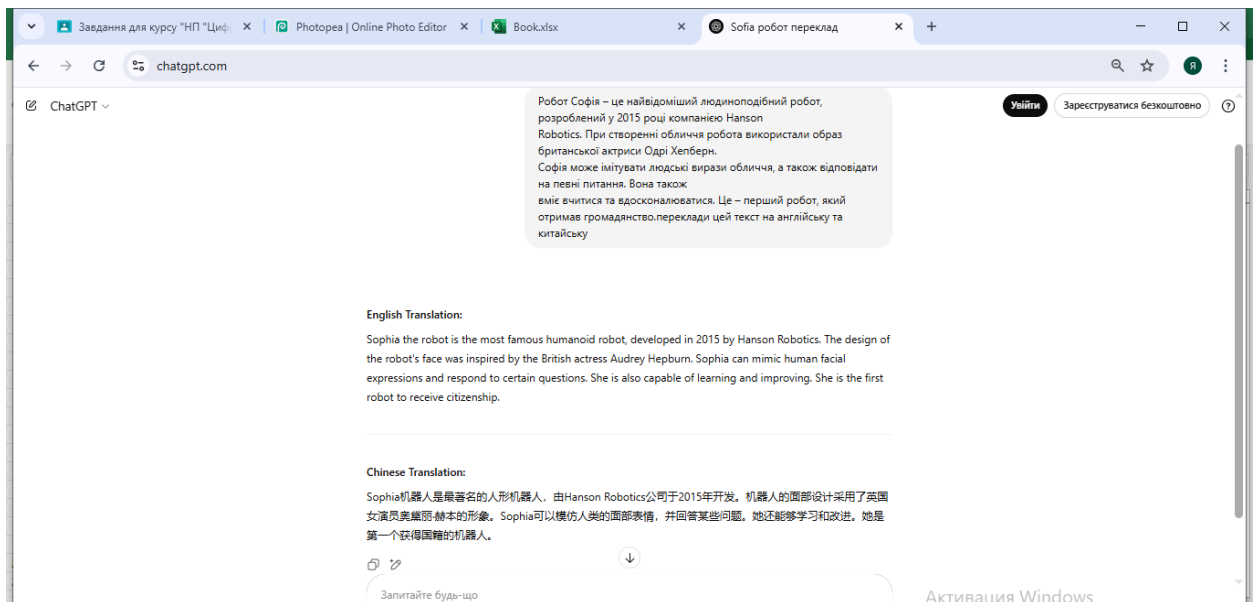 Завдання для курсу "НП "Циф
Photopea | Online Photo Editor
Book.xlsx
Sofia робот переклад
chatgpt.com
Я
ChatGPT
Увійти
Зареєструватися безкоштовно
Робот Софія – це найвідоміший людиноподібний робот,
розроблений у 2015 році компанією Hanson
Robotics. При створенні обличчя робота використали образ
британської актриси Одрі Хепберн.
Софія може імітувати людські вирази обличчя, а також відповідати
на певні питання. Вона також
вміє вчитися та вдосконалюватися. Це – перший робот, який
отримав громадянство.переклади цей текст на англійську та
китайську
English Translation:
Sophia the robot is the most famous humanoid robot, developed in 2015 by Hanson Robotics. The design of
the robot's face was inspired by the British actress Audrey Hepburn. Sophia can mimic human facial
expressions and respond to certain questions. She is also capable of learning and improving. She is the first
robot to receive citizenship.
Chinese Translation:
Sophia机器人是最著名的人形机器人，由Hanson Robotics公司于2015年开发。机器人的面部设计采用了英国
女演员奥黛丽·赫本的形象。Sophia可以模仿人类的面部表情，并回答某些问题。她还能够学习和改进。她是
第一个获得国籍的机器人。
Запитайте будь-що
Активация Windows